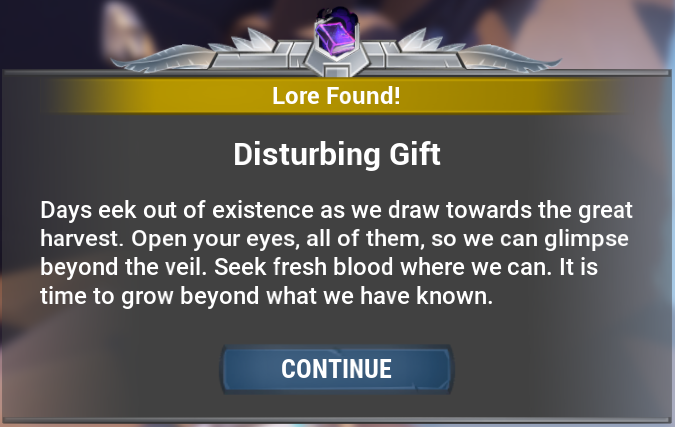 Lore Found!
Disturbing Gift
Days eek out of existence as we draw towards the great
harvest. Open your eyes, all of them, so we can glimpse
beyond the veil. Seek fresh blood where we can. It is
time to grow beyond what we have known.
CONTINUE